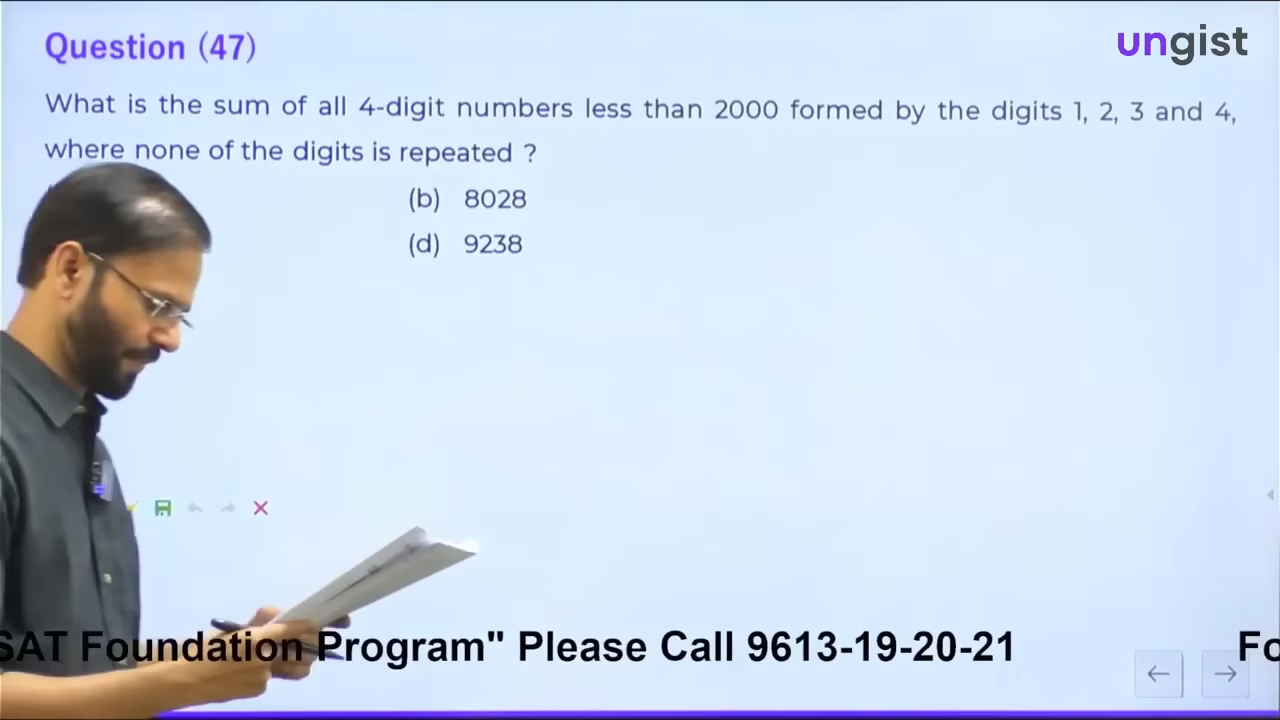 Question (47)
ungist
What is the sum of all 4-digit numbers less than 2000 formed by the digits 1, 2, 3 and 4,
where none of the digits is repeated ?
(b) 8028
(d) 9238
SAT Foundation Program" Please Call 9613-19-20-21
Fo